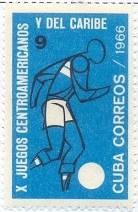 X JUEGOS CENTROAMERICANOS
Y DEL CARIBE
9
CUBA CORREOS / 1966